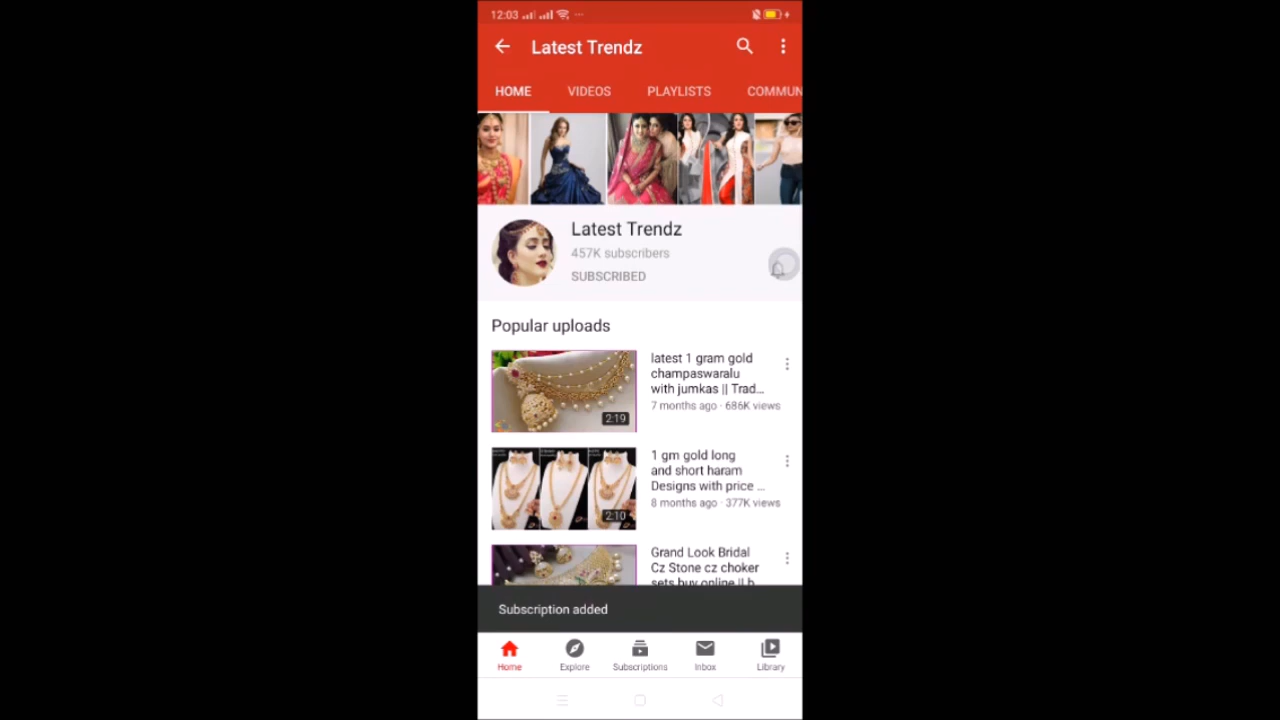 12:03
Latest Trendz
HOME VIDEOS PLAYLISTS COMMUN
Latest Trendz
457K subscribers
SUBSCRIBED
Popular uploads
latest 1 gram gold
champaswaralu
with jumkas || Trad...
7 months ago · 686K views
2:19
1 gm gold long
and short haram
Designs with price ...
8 months ago · 377K views
2:10
Grand Look Bridal
Cz Stone cz choker
sets buy online ||
Subscription added
Home Explore Subscriptions Inbox Library